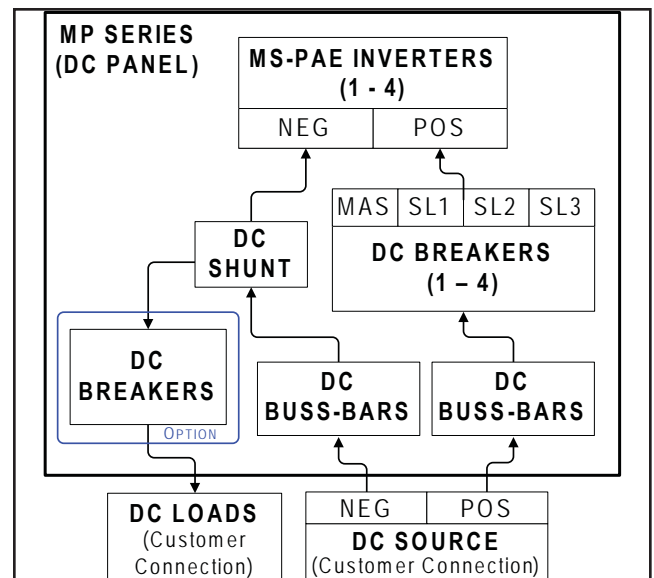 MP SERIES
(DC PANEL)
MS-PAE INVERTERS
(1 - 4)
NEG POS
MAS SL1 SL2 SL3
DC BREAKERS
(1 – 4)
DC
SHUNT
DC
BREAKERS
OPTION
DC
BUSS-BARS
DC
BUSS-BARS
DC LOADS
(Customer
Connection)
NEG POS
DC SOURCE
(Customer Connection)